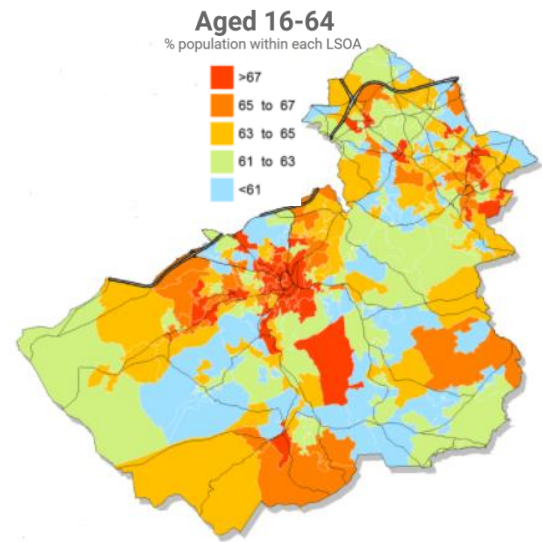 Aged 16-64
% population within each LSOA
>67
65 to 67
63 to 65
61 to 63
<61